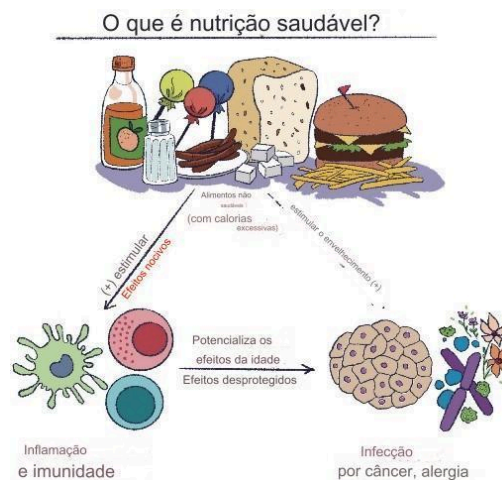 O que é nutrição saudável?
Alimentos não
saudáveis
(com calorias
excessivas)
(+) estimular
Efeitos nocivos
estimular o envelhecimento (+)
Potencializa os
efeitos da idade
Efeitos desprotegidos
Inflamação
e imunidade
Infecção
por câncer, alergia